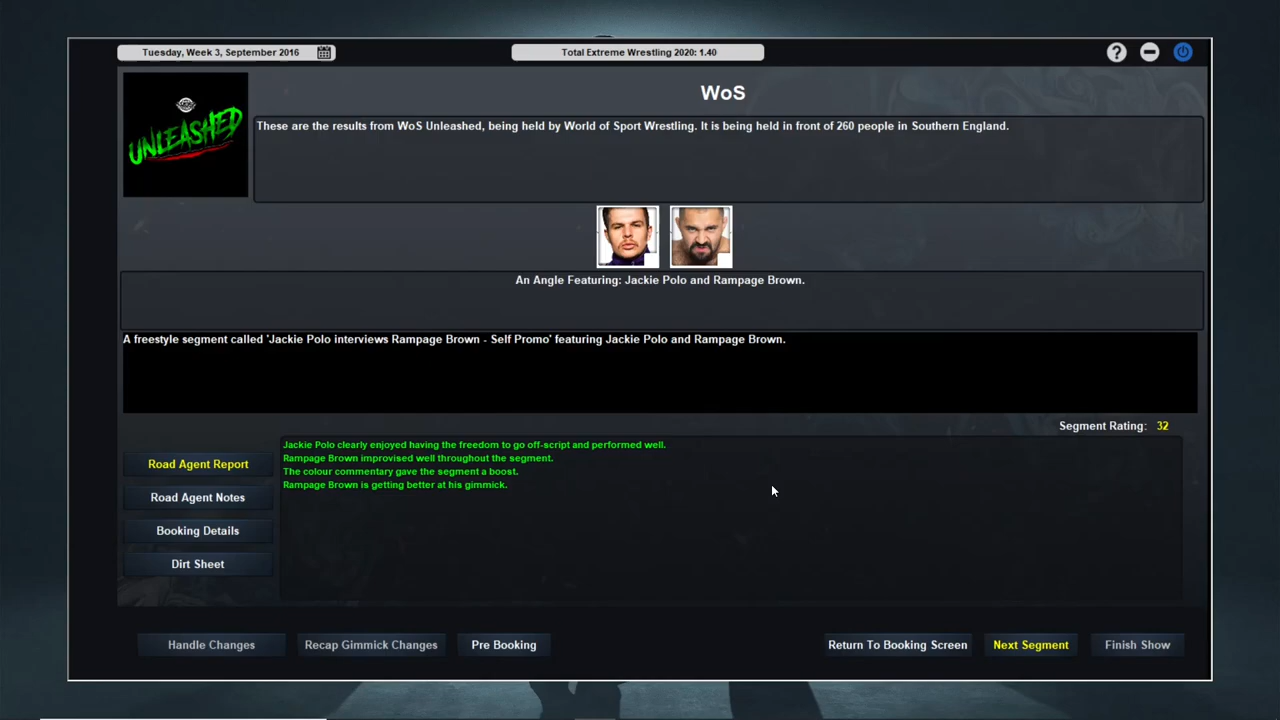 Tuesday, Week 3, September 2016
Total Extreme Wrestling 2020: 1.40
?
UNLEASHED
WoS
These are the results from WoS Unleashed, being held by World of Sport Wrestling. It is being held in front of 260 people in Southern England.
An Angle Featuring: Jackie Polo and Rampage Brown.
A freestyle segment called 'Jackie Polo interviews Rampage Brown - Self Promo' featuring Jackie Polo and Rampage Brown.
Segment Rating: 32
Road Agent Report
Road Agent Notes
Booking Details
Dirt Sheet
Jackie Polo clearly enjoyed having the freedom to go off-script and performed well.
Rampage Brown improvised well throughout the segment.
The colour commentary gave the segment a boost.
Rampage Brown is getting better at his gimmick.
Handle Changes
Recap Gimmick Changes
Pre Booking
Return To Booking Screen
Next Segment
Finish Show